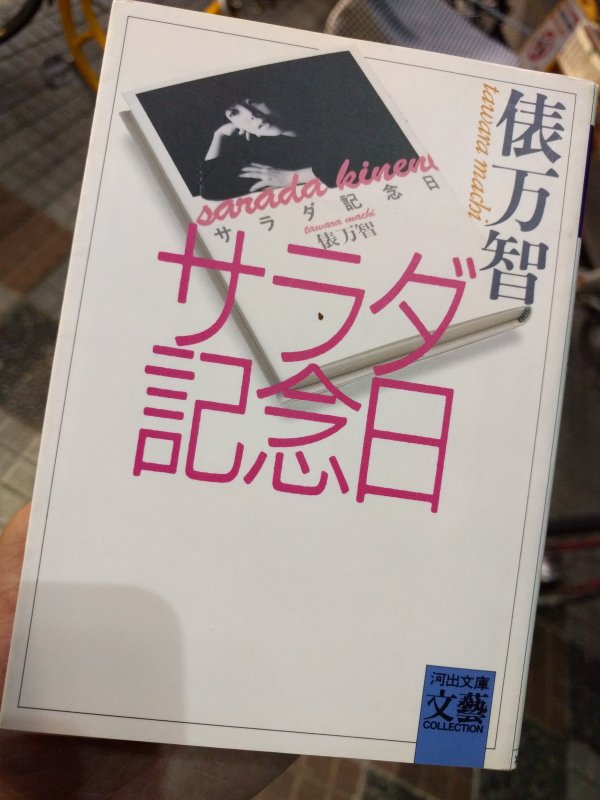 俵万智
tawara machi
sarada kinen
サラダ記念日
tawara machi
俵万智
サラダ
記念日
河出文庫
文藝
COLLECTION